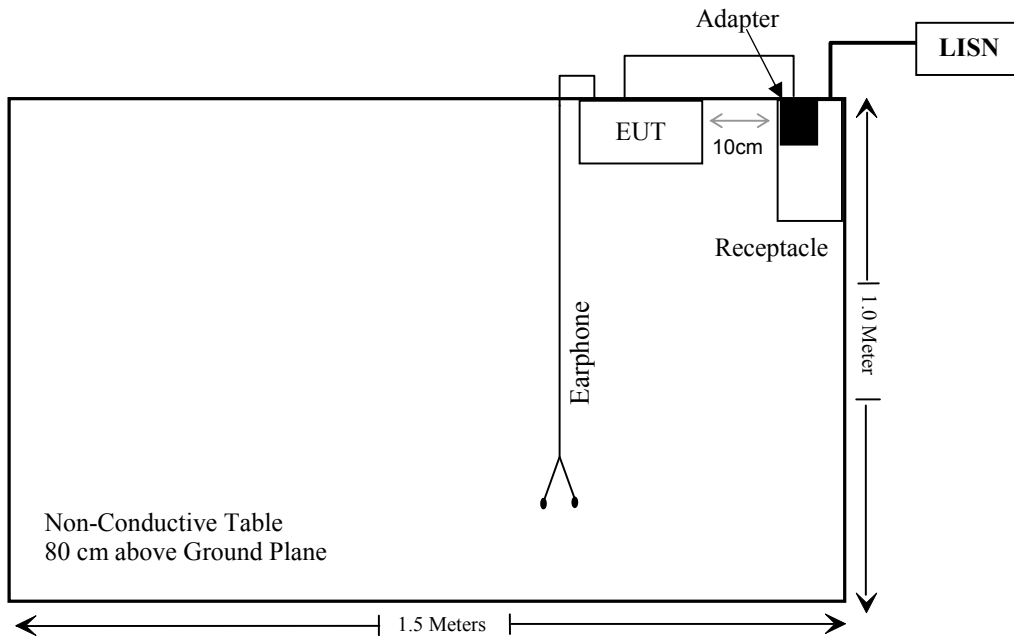 Adapter
LISN
EUT
10cm
Receptacle
1.0 Meter
Earphone
Non-Conductive Table
80 cm above Ground Plane
1.5 Meters